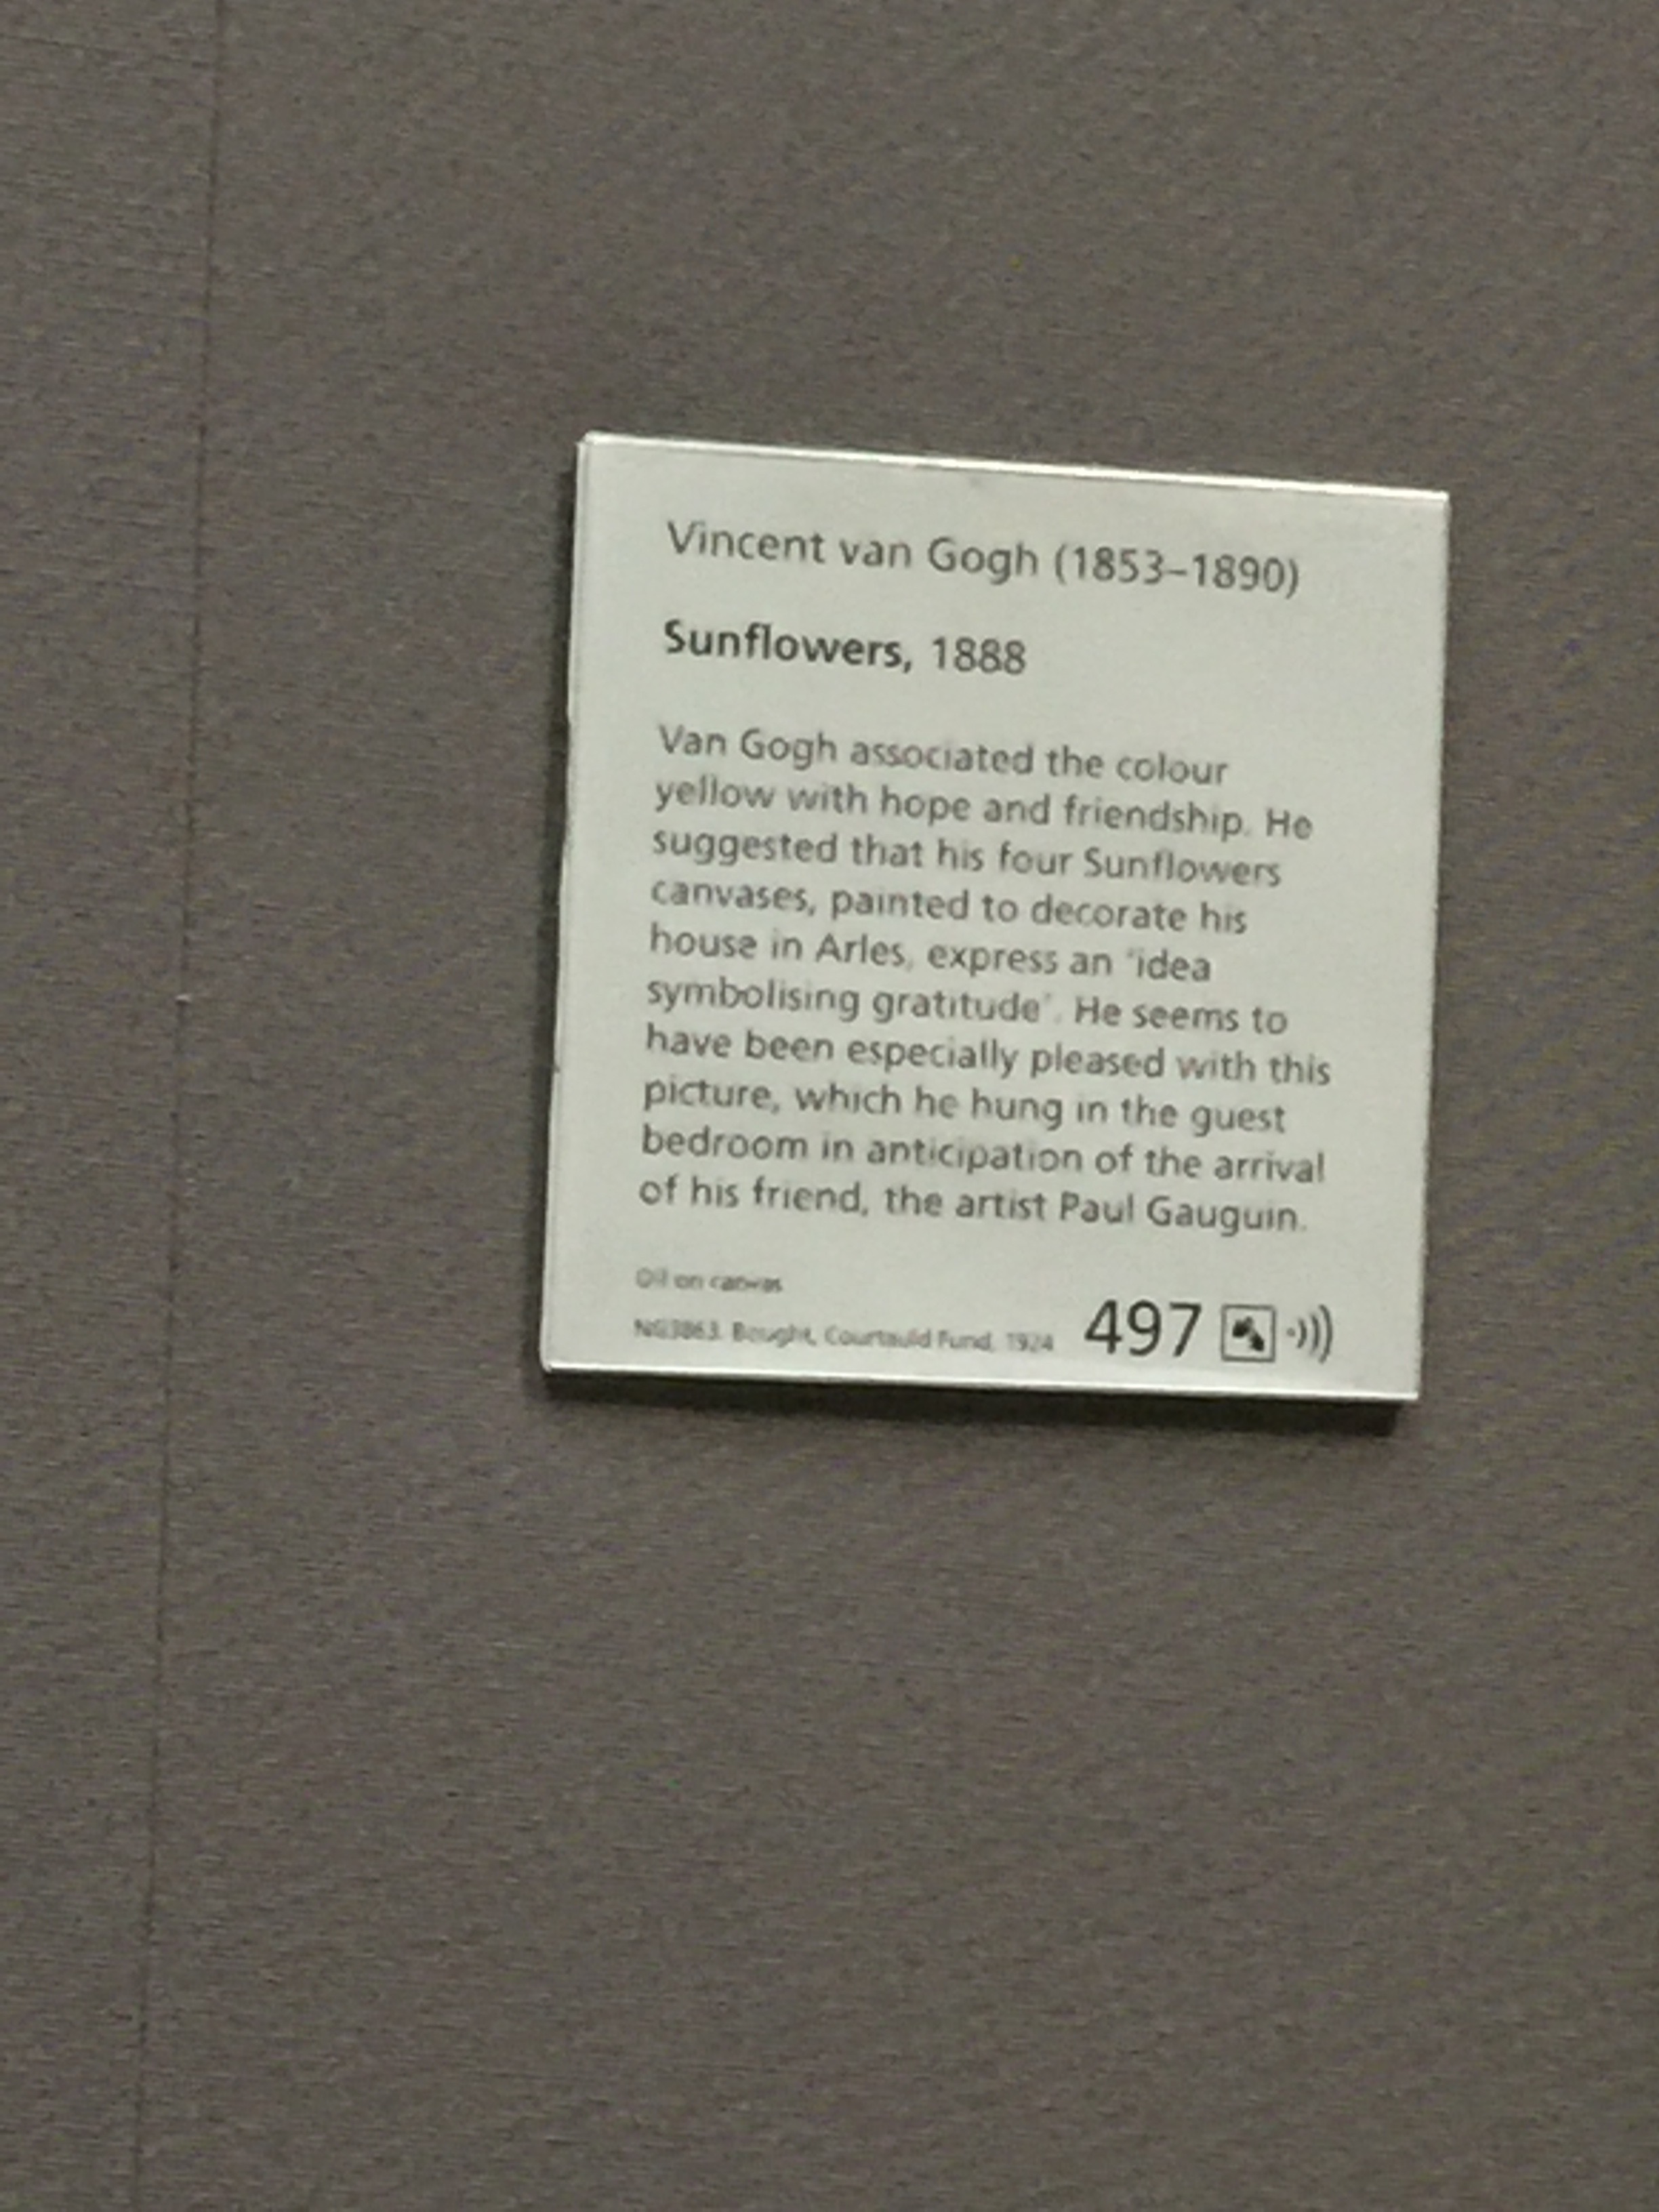 Vincent van Gogh (1853–1890)
Sunflowers, 1888
Van Gogh associated the colour
yellow with hope and friendship. He
suggested that his four Sunflowers
canvases, painted to decorate his
house in Arles, express an 'idea
symbolising gratitude'. He seems to
have been especially pleased with this
picture, which he hung in the guest
bedroom in anticipation of the arrival
of his friend, the artist Paul Gauguin.
Oil on canvas
NG3863. Bought, Courtauld Fund, 1924
497